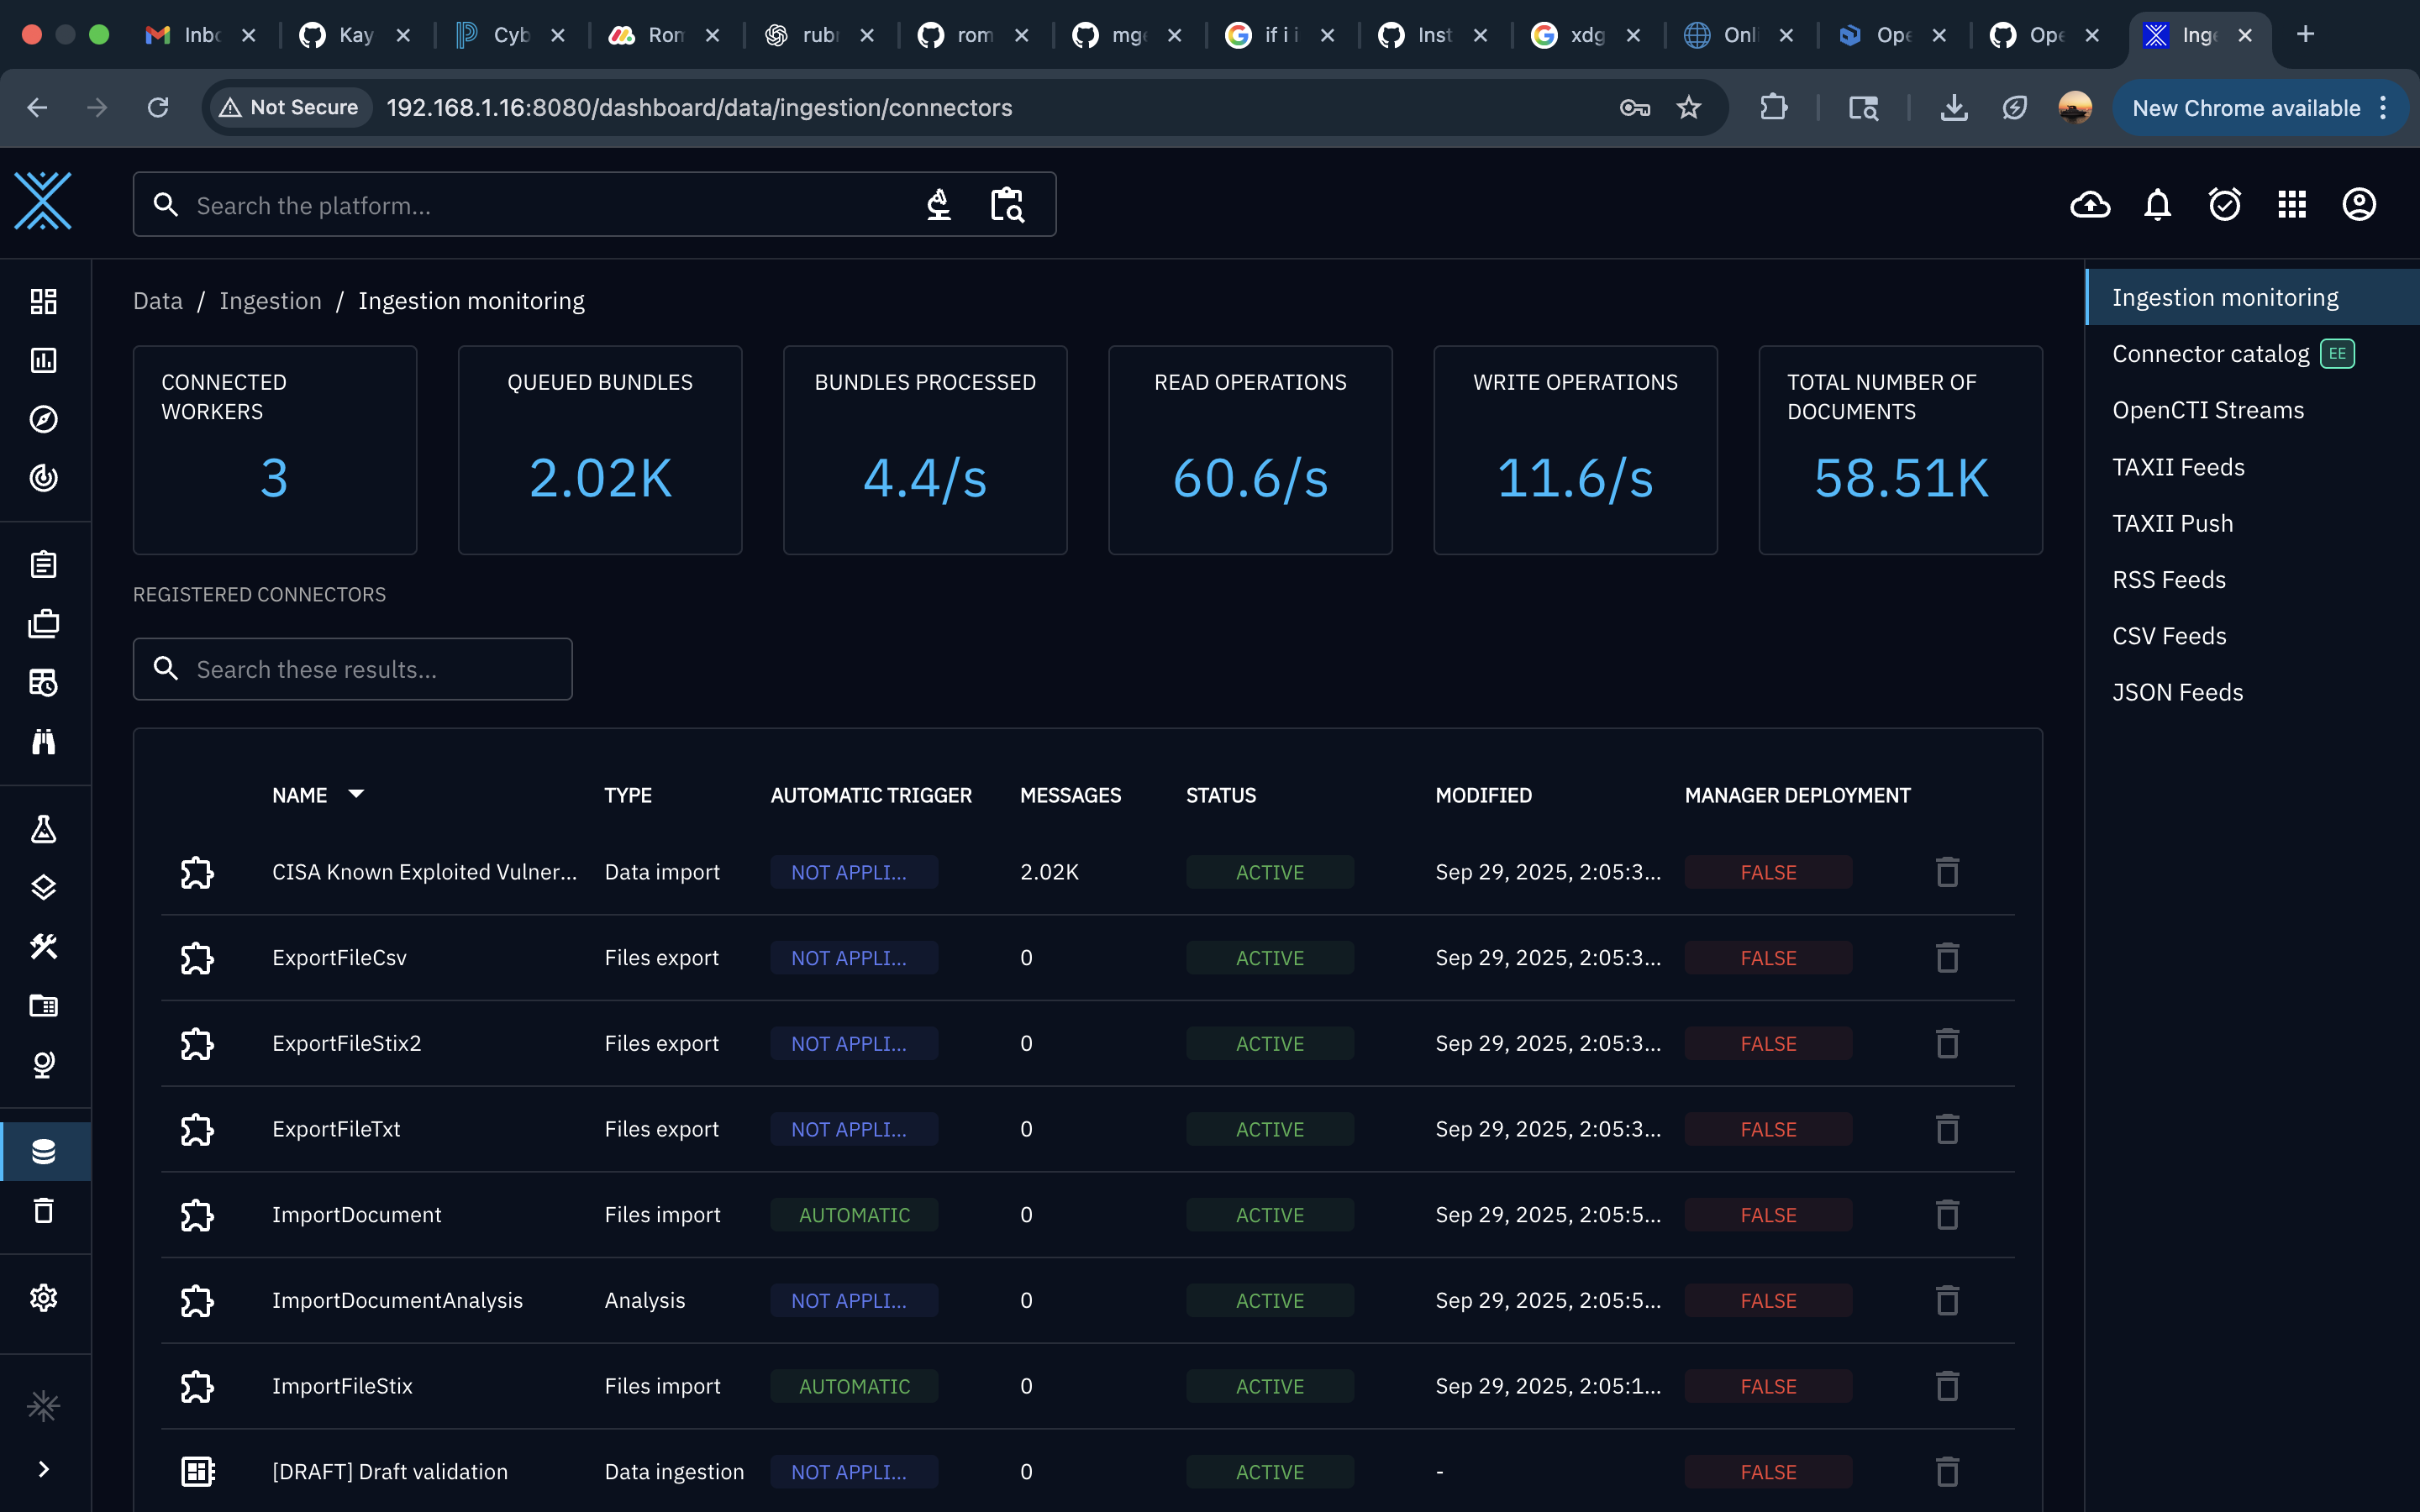 Inbc
Kay
Cyb
Rom
rubr
rom
mge
if i i
Inst
xdg
Onli
Ope
Ope
Inge
Not Secure
192.168.1.16:8080/dashboard/data/ingestion/connectors
New Chrome available
Search the platform...
Data / Ingestion / Ingestion monitoring
CONNECTED
WORKERS
3
QUEUED BUNDLES
2.02K
BUNDLES PROCESSED
4.4/s
READ OPERATIONS
60.6/s
WRITE OPERATIONS
11.6/s
TOTAL NUMBER OF
DOCUMENTS
58.51K
REGISTERED CONNECTORS
Search these results...
NAME TYPE AUTOMATIC TRIGGER MESSAGES STATUS MODIFIED MANAGER DEPLOYMENT
CISA Known Exploited Vulner... Data import NOT APPLI... 2.02K ACTIVE Sep 29, 2025, 2:05:3... FALSE
ExportFileCsv Files export NOT APPLI... 0 ACTIVE Sep 29, 2025, 2:05:3... FALSE
ExportFileStix2 Files export NOT APPLI... 0 ACTIVE Sep 29, 2025, 2:05:3... FALSE
ExportFileTxt Files export NOT APPLI... 0 ACTIVE Sep 29, 2025, 2:05:3... FALSE
ImportDocument Files import AUTOMATIC 0 ACTIVE Sep 29, 2025, 2:05:5... FALSE
ImportDocumentAnalysis Analysis NOT APPLI... 0 ACTIVE Sep 29, 2025, 2:05:5... FALSE
ImportFileStix Files import AUTOMATIC 0 ACTIVE Sep 29, 2025, 2:05:1... FALSE
[DRAFT] Draft validation Data ingestion NOT APPLI... 0 ACTIVE - FALSE
Ingestion monitoring
Connector catalog EE
OpenCTI Streams
TAXII Feeds
TAXII Push
RSS Feeds
CSV Feeds
JSON Feeds